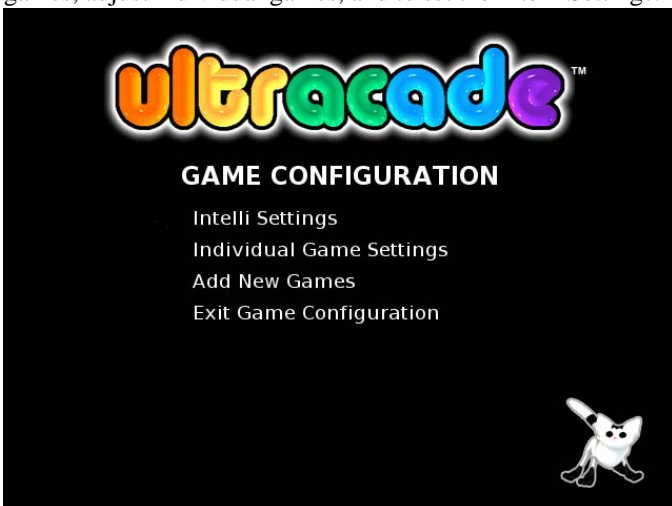 ultracade™
GAME CONFIGURATION
Intelli Settings
Individual Game Settings
Add New Games
Exit Game Configuration